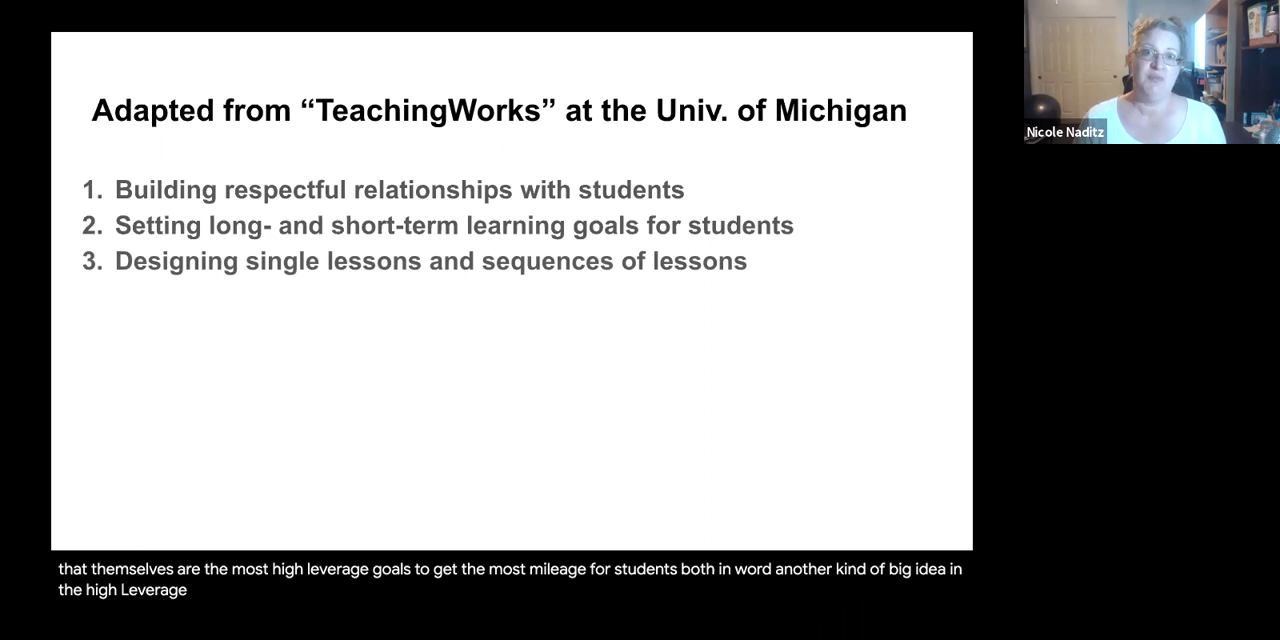 Adapted from “TeachingWorks” at the Univ. of Michigan
1. Building respectful relationships with students
2. Setting long- and short-term learning goals for students
3. Designing single lessons and sequences of lessons
Nicole Naditz
that themselves are the most high leverage goals to get the most mileage for students both in word another kind of big idea in
the high Leverage